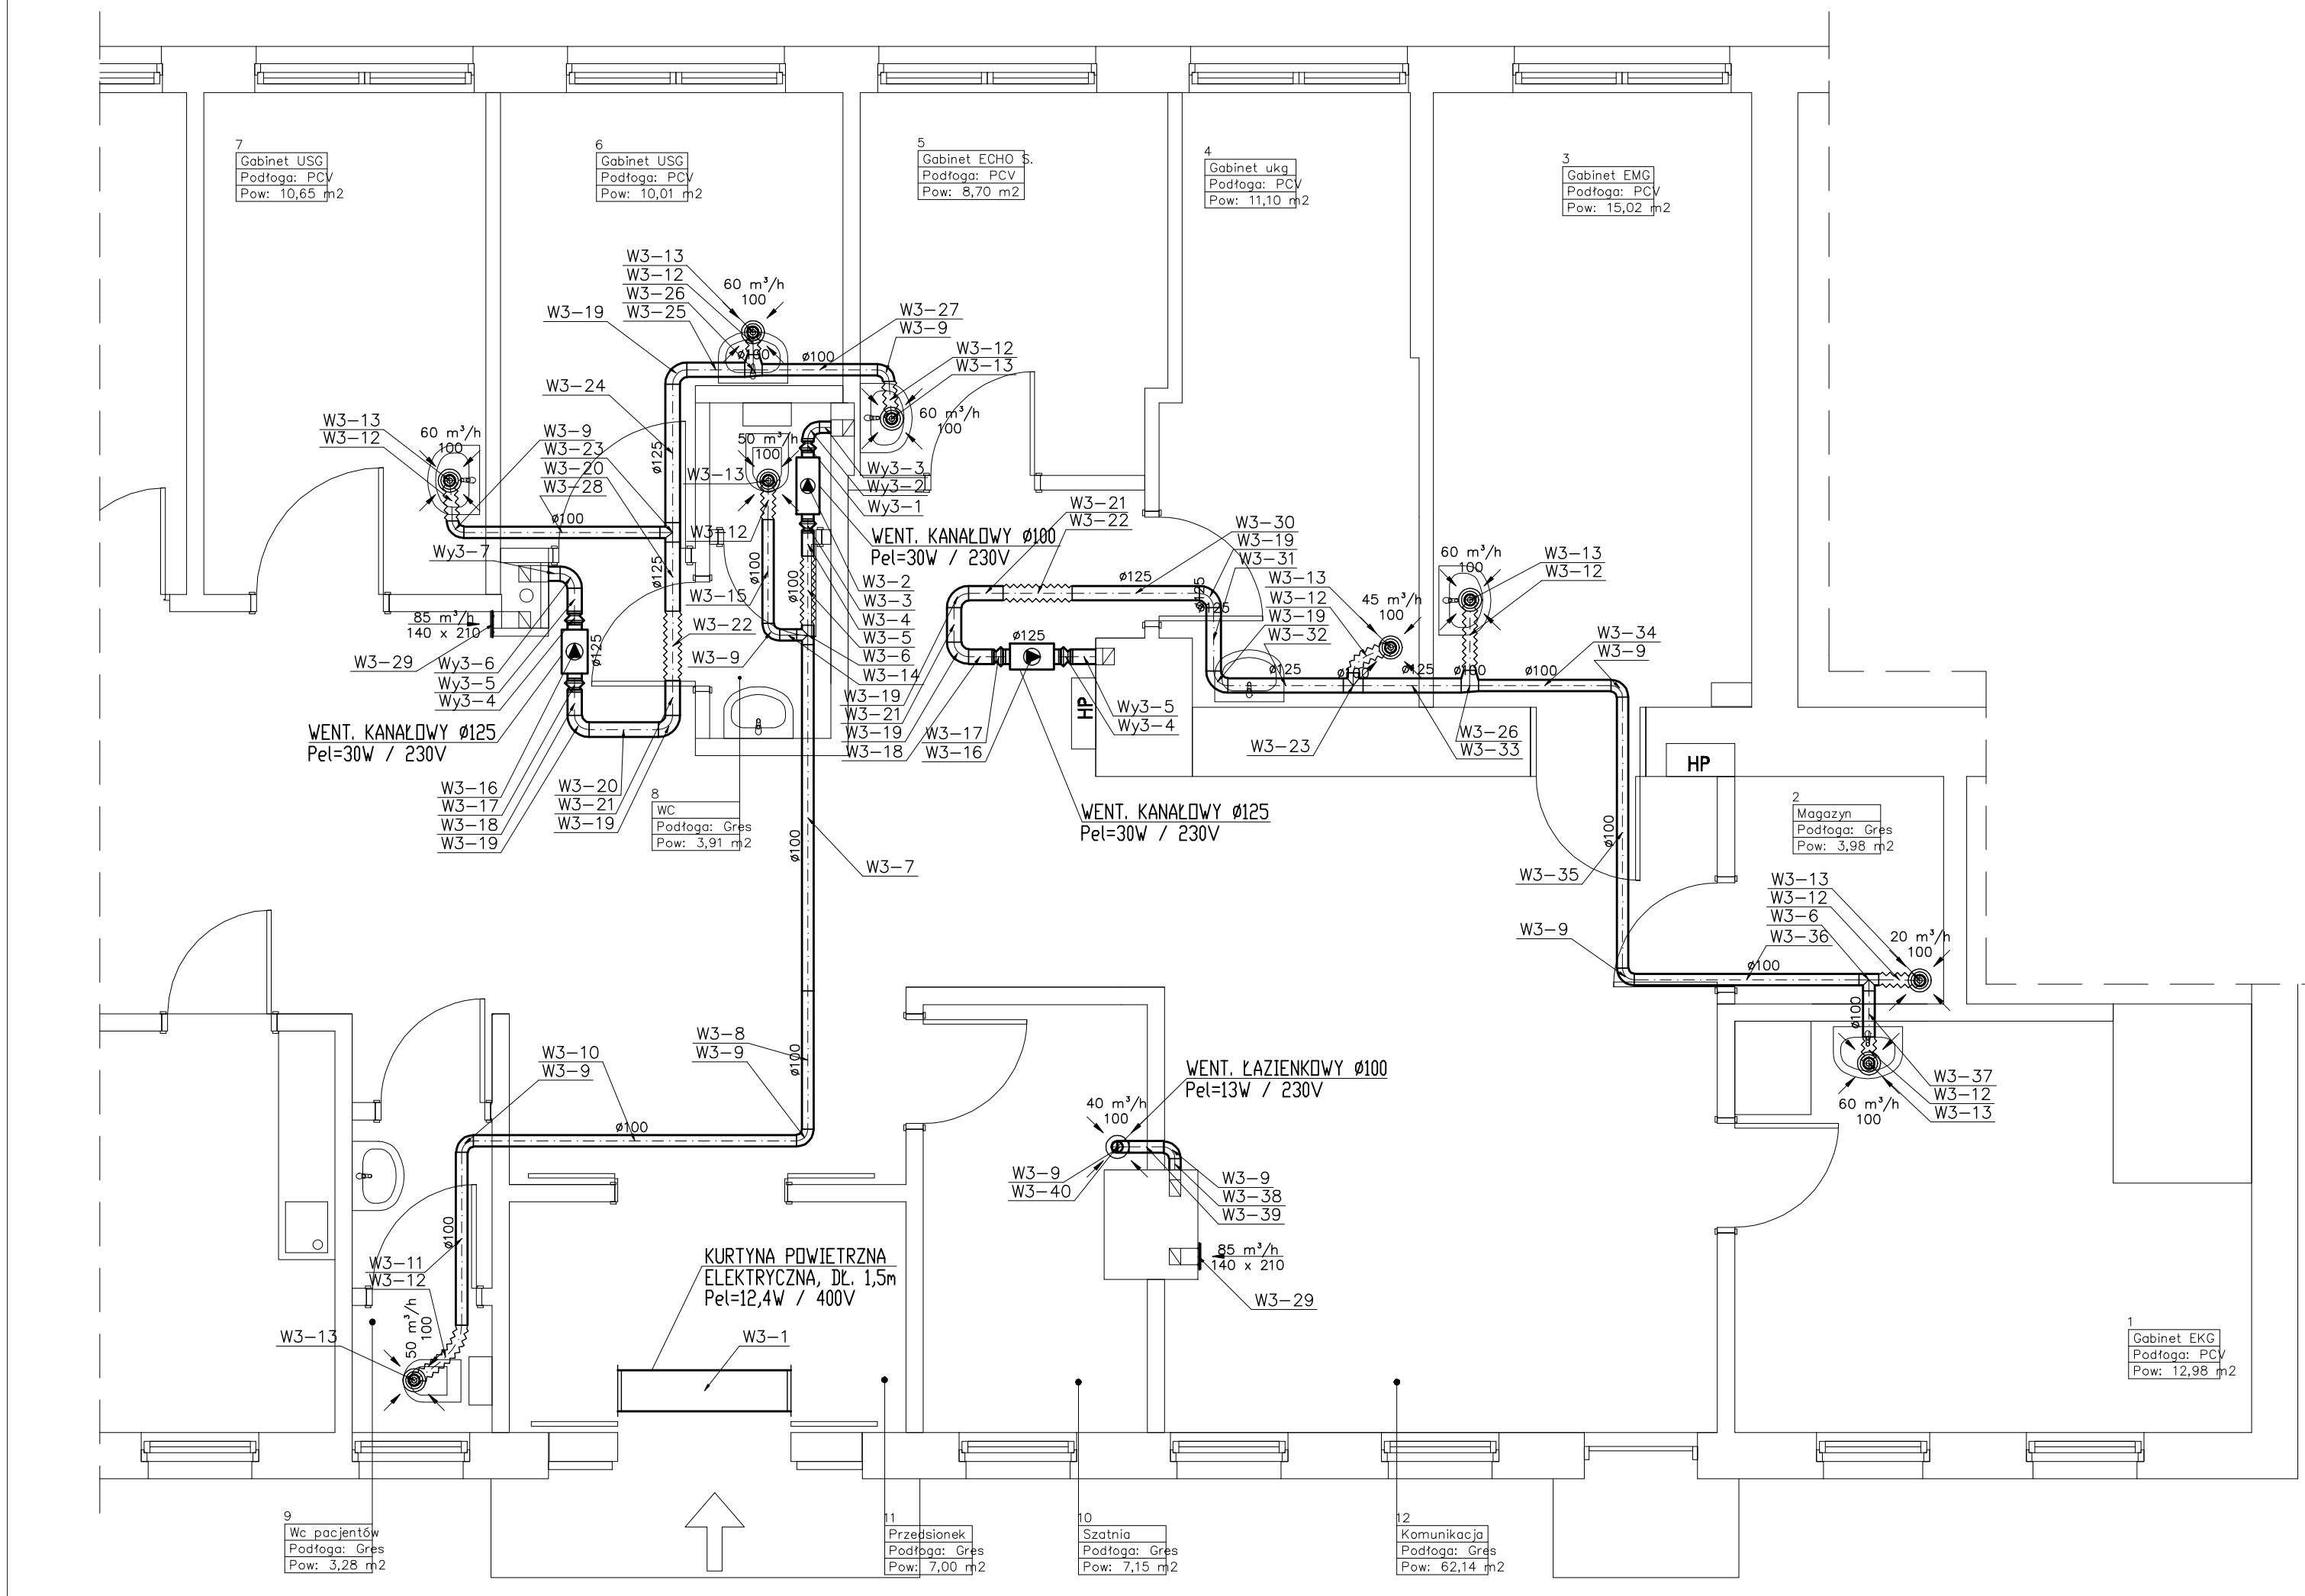 7
Gabinet USG
Podłoga: PCV
Pow: 10,65 m2
6
Gabinet USG
Podłoga: PCV
Pow: 10,01 m2
5
Gabinet ECHO S.
Podłoga: PCV
Pow: 8,70 m2
4
Gabinet ukg
Podłoga: PCV
Pow: 11,10 m2
3
Gabinet EMG
Podłoga: PCV
Pow: 15,02 m2
W3-13
W3-12
W3-26
W3-25
60 m³/h
100
W3-19
ø100
ø100
W3-27
W3-9
W3-12
W3-13
60 m³/h
100
W3-24
ø125
W3-13
W3-12
60 m³/h
100
W3-9
W3-23
W3-20
W3-28
ø100
50 m³/h
100
W3-13
W3-12
W3-15
ø100
ø100
Wy3-3
Wy3-2
Wy3-1
WENT. KANAŁOWY ø100
Pel=30W / 230V
W3-2
W3-3
W3-4
W3-5
W3-6
W3-14
Wy3-7
ø125
85 m³/h
140 x 210
W3-29
Wy3-6
Wy3-5
Wy3-4
ø125
W3-22
W3-9
WENT. KANAŁOWY ø125
Pel=30W / 230V
W3-16
W3-17
W3-18
W3-19
W3-20
W3-21
W3-19
W3-21
W3-22
ø125
W3-30
W3-19
W3-31
ø125
ø125
W3-13
W3-12
W3-19
W3-32
45 m³/h
100
60 m³/h
100
W3-13
W3-12
ø125
W3-19
W3-21
W3-19
W3-18
W3-17
W3-16
HP
Wy3-5
Wy3-4
ø125
ø100
ø125
ø100
ø100
W3-34
W3-9
W3-23
W3-26
W3-33
HP
WENT. KANAŁOWY ø125
Pel=30W / 230V
8
WC
Podłoga: Gres
Pow: 3,91 m2
ø100
W3-7
ø100
W3-35
2
Magazyn
Podłoga: Gres
Pow: 3,98 m2
W3-13
W3-12
W3-6
W3-36
20 m³/h
100
W3-9
ø100
ø100
W3-37
W3-12
W3-13
60 m³/h
100
W3-10
W3-9
W3-8
W3-9
ø100
ø100
WENT. ŁAZIENKOWY ø100
Pel=13W / 230V
40 m³/h
100
W3-9
W3-40
W3-9
W3-38
W3-39
85 m³/h
140 x 210
W3-29
ø100
W3-11
W3-12
50 m³/h
100
W3-13
KURTYNA POWIETRZNA
ELEKTRYCZNA, DŁ. 1,5m
Pel=12,4W / 400V
W3-1
1
Gabinet EKG
Podłoga: PCV
Pow: 12,98 m2
9
Wc pacjentów
Podłoga: Gres
Pow: 3,28 m2
11
Przedsionek
Podłoga: Gres
Pow: 7,00 m2
10
Szatnia
Podłoga: Gres
Pow: 7,15 m2
12
Komunikacja
Podłoga: Gres
Pow: 62,14 m2